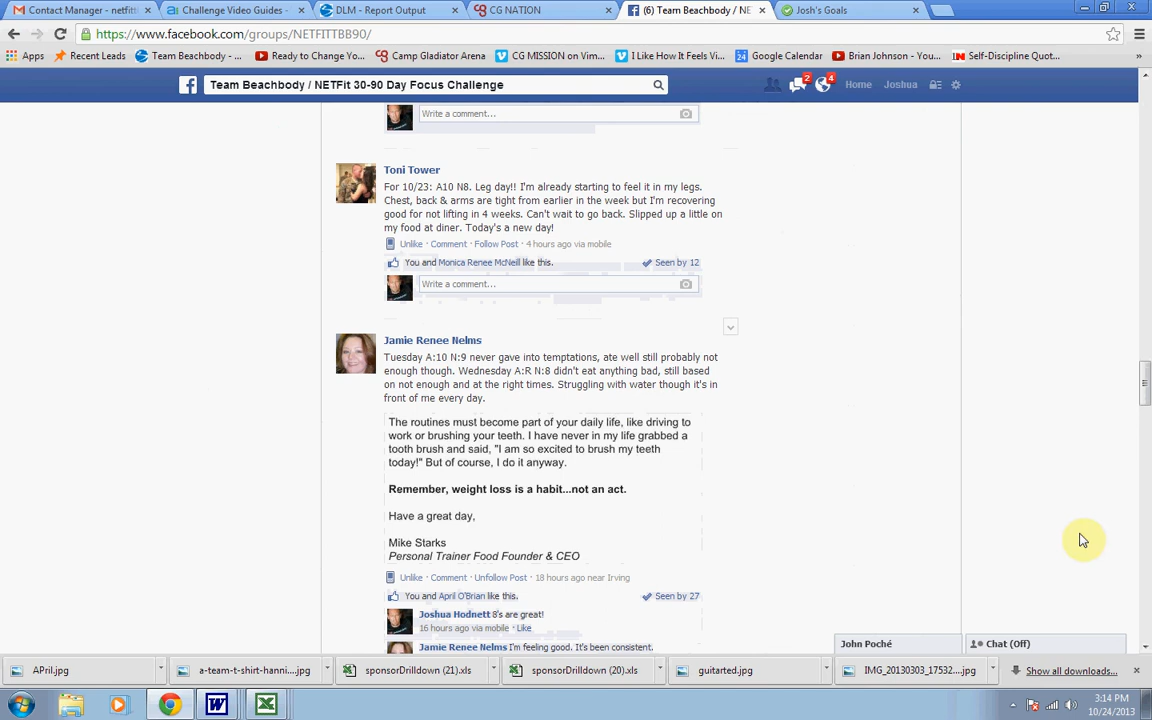 Contact Manager - netfitt
Challenge Video Guides -
DLM - Report Output
CG NATION
(6) Team Beachbody / NE
Josh's Goals
https://www.facebook.com/groups/NETFITTBB90/
Apps
Recent Leads
Team Beachbody -...
Ready to Change Yo...
Camp Gladiator Arena
CG MISSION on Vim...
I Like How It Feels Vi...
Google Calendar
Brian Johnson - You...
Self-Discipline Quot...
Team Beachbody / NETFit 30-90 Day Focus Challenge
2
4
Home
Joshua
Write a comment...
Toni Tower
For 10/23: A10 N8. Leg day!! I'm already starting to feel it in my legs.
Chest, back & arms are tight from earlier in the week but I'm recovering
good for not lifting in 4 weeks. Can't wait to go back. Slipped up a little on
my food at diner. Today's a new day!
Unlike · Comment · Follow Post · 4 hours ago via mobile
You and Monica Renee McNeill like this.
Seen by 12
Write a comment...
Jamie Renee Nelms
Tuesday A:10 N:9 never gave into temptations, ate well still probably not
enough though. Wednesday A:R N:8 didn't eat anything bad, still based
on not enough and at the right times. Struggling with water though it's in
front of me every day.
The routines must become part of your daily life, like driving to
work or brushing your teeth. I have never in my life grabbed a
tooth brush and said, "I am so excited to brush my teeth
today!" But of course, I do it anyway.
Remember, weight loss is a habit...not an act.
Have a great day,
Mike Starks
Personal Trainer Food Founder & CEO
Unlike · Comment · Unfollow Post · 18 hours ago near Irving
You and April O'Brian like this.
Seen by 27
Joshua Hodnett 8's are great!
16 hours ago via mobile · Like
Jamie Renee Nelms I'm feeling good. It's been consistent.
John Poché
Chat (Off)
APril.jpg
a-team-t-shirt-hanni....jpg
sponsorDrilldown (21).xls
sponsorDrilldown (20).xls
guitarted.jpg
IMG_20130303_17532....jpg
Show all downloads...
3:14 PM
10/24/2013